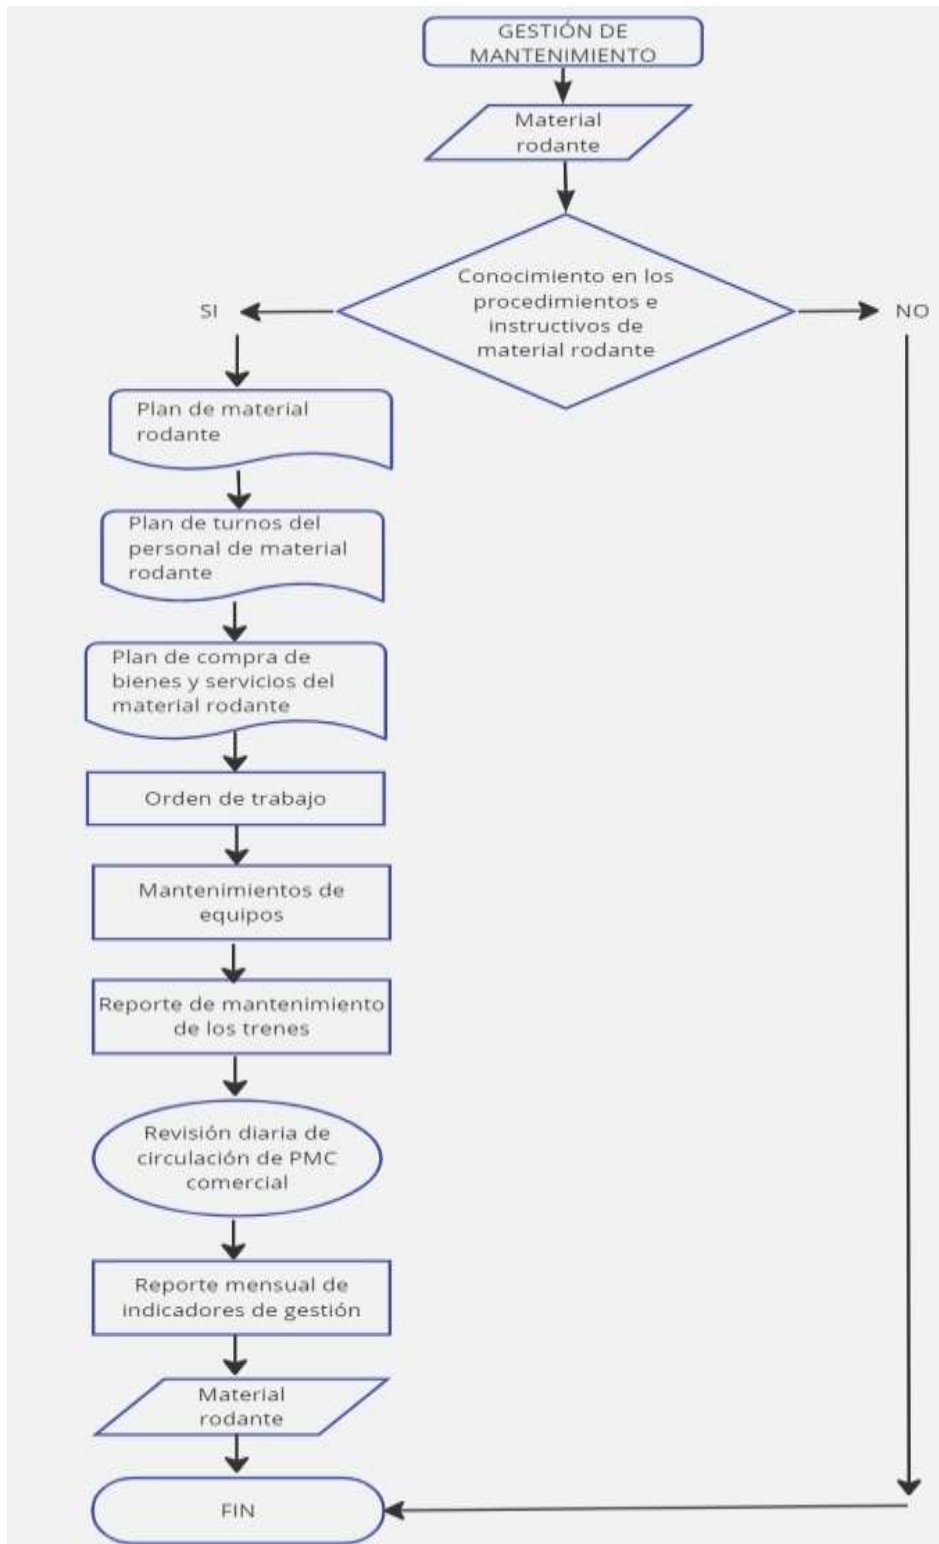 GESTIÓN DE
MANTENIMIENTO
Material
rodante
Conocimiento en los
procedimientos e
instructivos de
material rodante
SI
NO
Plan de material
rodante
Plan de turnos del
personal de material
rodante
Plan de compra de
bienes y servicios del
material rodante
Orden de trabajo
Mantenimientos de
equipos
Reporte de mantenimiento
de los trenes
Revisión diaria de
circulación de PMC
comercial
Reporte mensual de
indicadores de gestión
Material
rodante
FIN